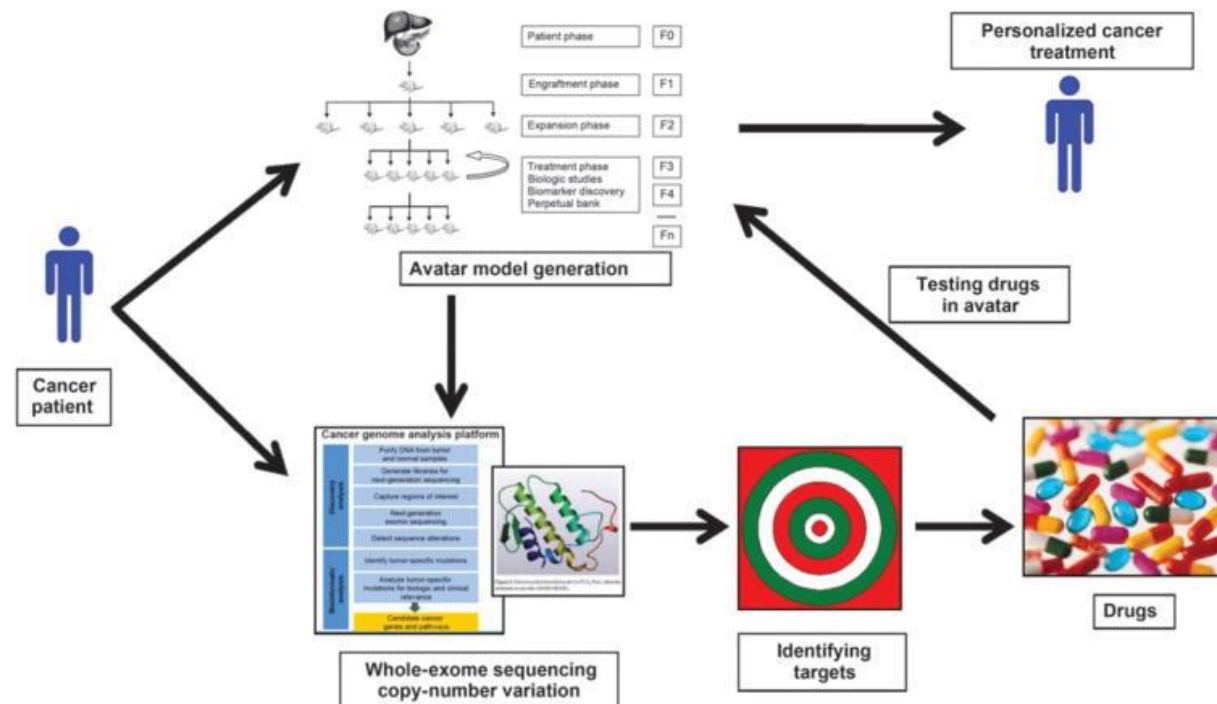 Patient phase
F0
Engraftment phase
F1
Expansion phase
F2
Treatment phase
Biologic studies
Biomarker discovery
Perpetual bank
F3
F4
Fn
Avatar model generation
Personalized cancer
treatment
Testing drugs
in avatar
Cancer
patient
Cancer genome analysis platform
Discovery
analysis
Purify DNA from tumor
and normal samples
Generate libraries for
next-generation sequencing
Capture regions of interest
Next-generation
exomic sequencing
Detect sequence alterations
Bioinformatic
analysis
Identify tumor-specific mutations
Analyze tumor-specific
mutations for biologic and clinical
relevance
Candidate cancer
genes and pathways
Whole-exome sequencing
copy-number variation
Identifying
targets
Drugs